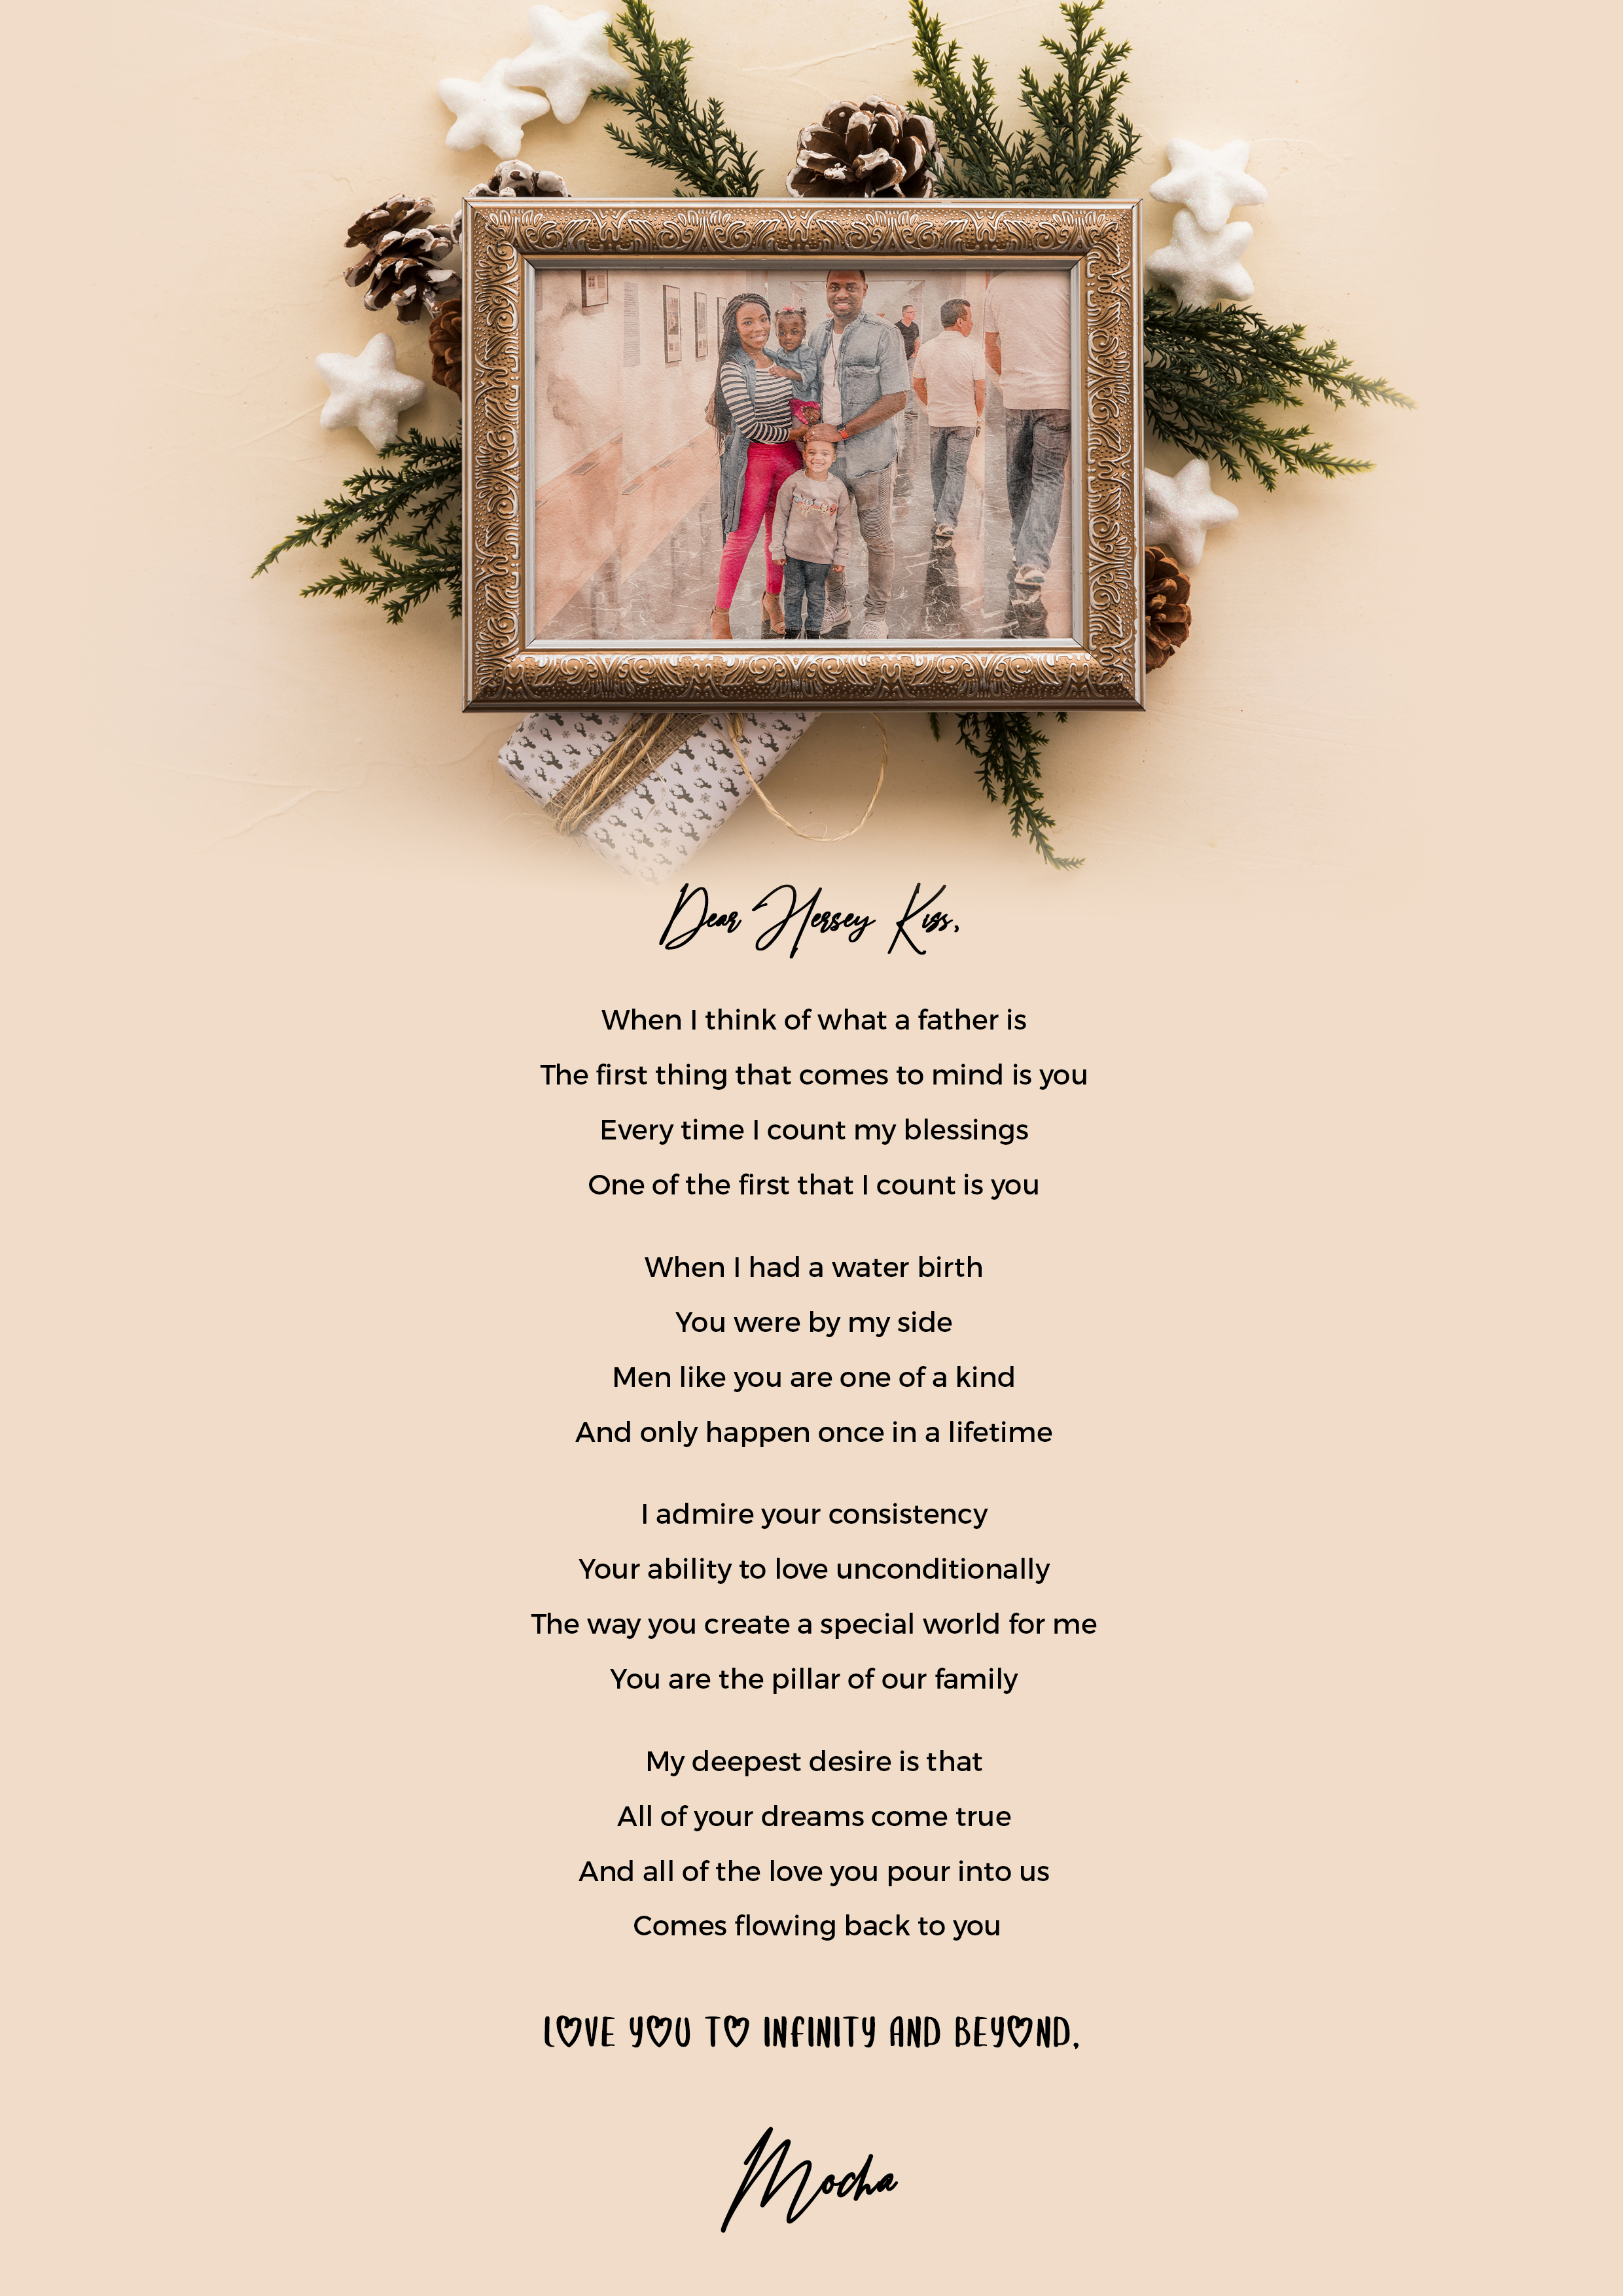 Dear Hersey Kiss,
When I think of what a father is
The first thing that comes to mind is you
Every time I count my blessings
One of the first that I count is you
When I had a water birth
You were by my side
Men like you are one of a kind
And only happen once in a lifetime
I admire your consistency
Your ability to love unconditionally
The way you create a special world for me
You are the pillar of our family
My deepest desire is that
All of your dreams come true
And all of the love you pour into us
Comes flowing back to you
LOVE YOU TO INFINITY AND BEYOND,
Mocha